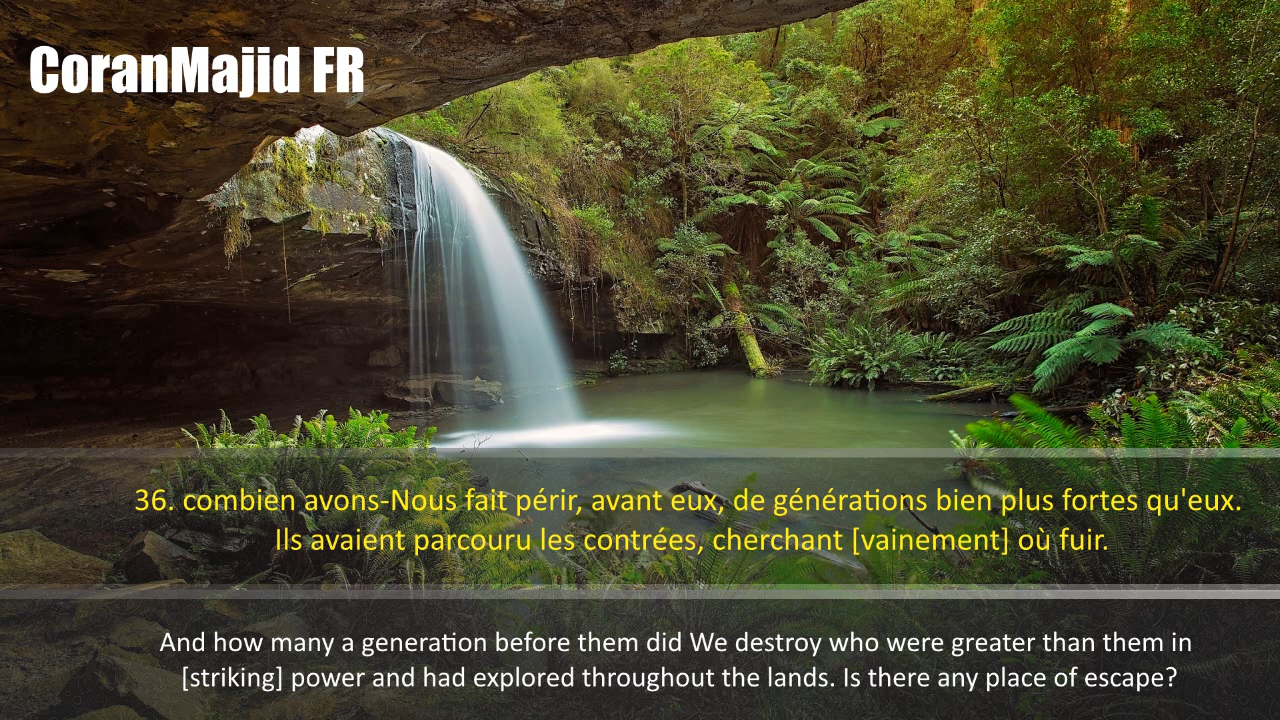 CoranMajid FR
36. combien avons-Nous fait périr, avant eux, de générations bien plus fortes qu'eux.
Ils avaient parcouru les contrées, cherchant [vainement] où fuir.
And how many a generation before them did We destroy who were greater than them in
[striking] power and had explored throughout the lands. Is there any place of escape?